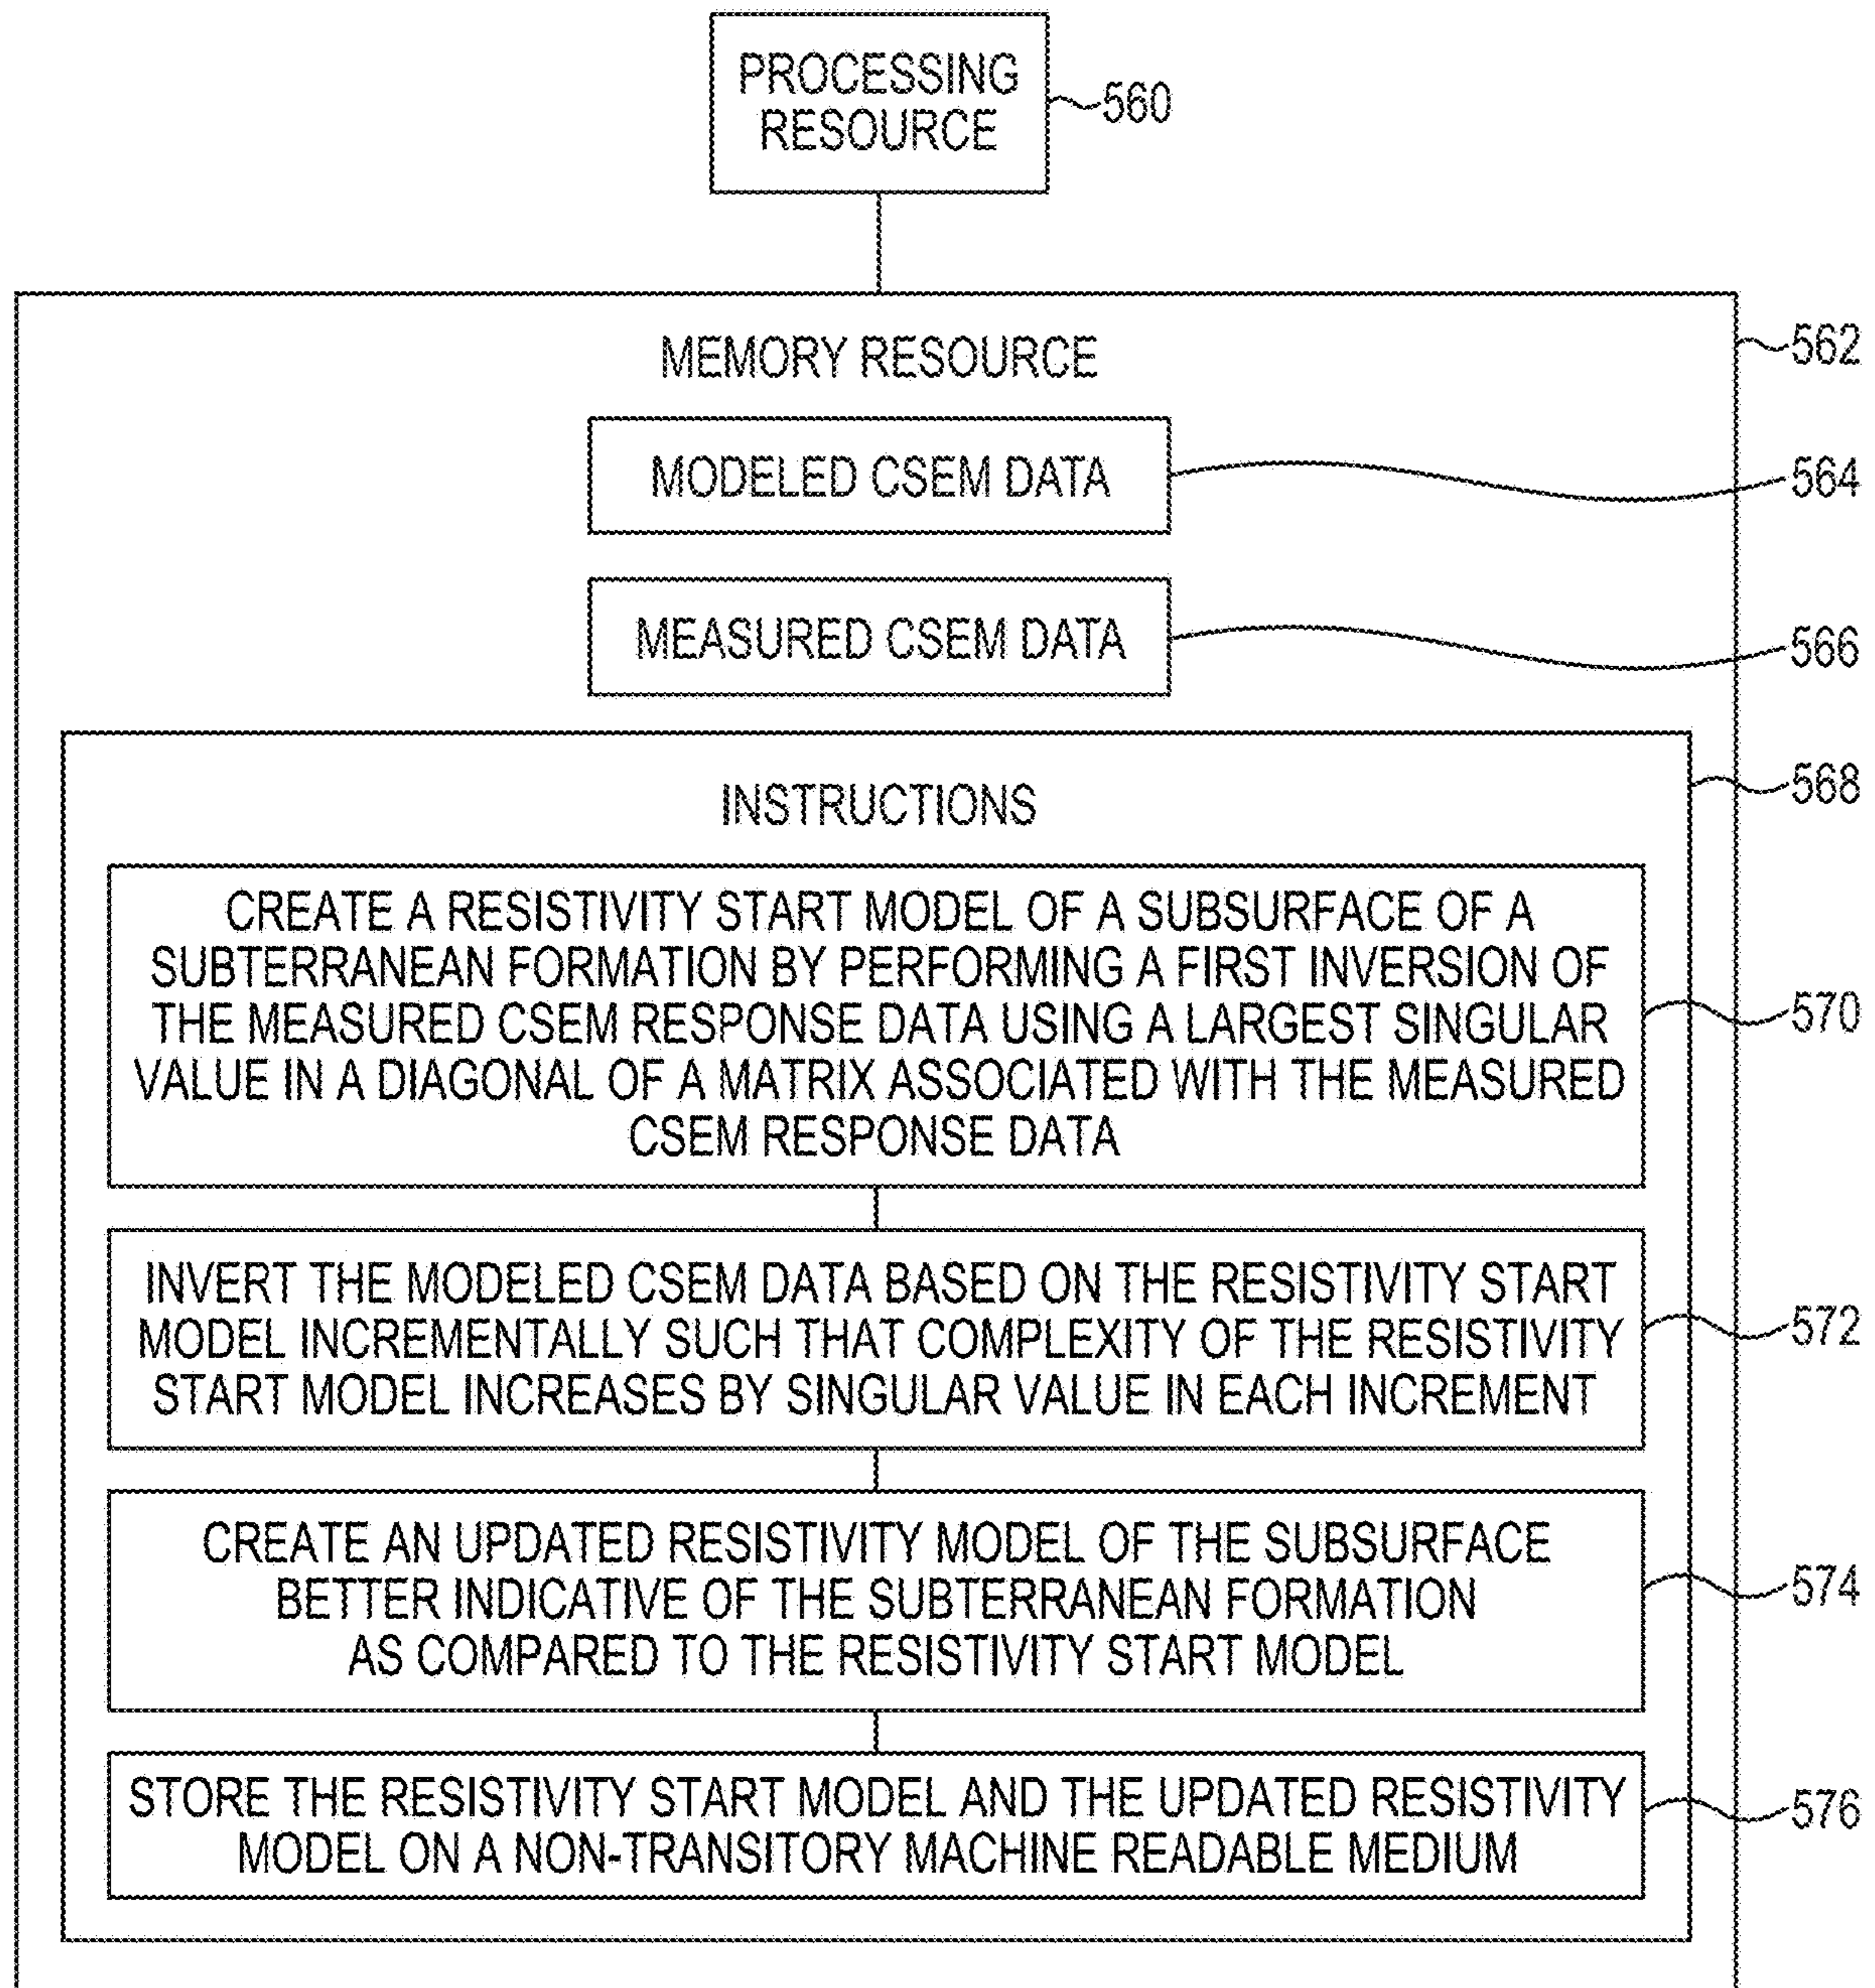 PROCESSING
RESOURCE
560
MEMORY RESOURCE
562
MODELED CSEM DATA
564
MEASURED CSEM DATA
566
INSTRUCTIONS
568
CREATE A RESISTIVITY START MODEL OF A SUBSURFACE OF A
SUBTERRANEAN FORMATION BY PERFORMING A FIRST INVERSION OF
THE MEASURED CSEM RESPONSE DATA USING A LARGEST SINGULAR
VALUE IN A DIAGONAL OF A MATRIX ASSOCIATED WITH THE MEASURED
CSEM RESPONSE DATA
570
INVERT THE MODELED CSEM DATA BASED ON THE RESISTIVITY START
MODEL INCREMENTALLY SUCH THAT COMPLEXITY OF THE RESISTIVITY
START MODEL INCREASES BY SINGULAR VALUE IN EACH INCREMENT
572
CREATE AN UPDATED RESISTIVITY MODEL OF THE SUBSURFACE
BETTER INDICATIVE OF THE SUBTERRANEAN FORMATION
AS COMPARED TO THE RESISTIVITY START MODEL
574
STORE THE RESISTIVITY START MODEL AND THE UPDATED RESISTIVITY
MODEL ON A NON-TRANSITORY MACHINE READABLE MEDIUM
576